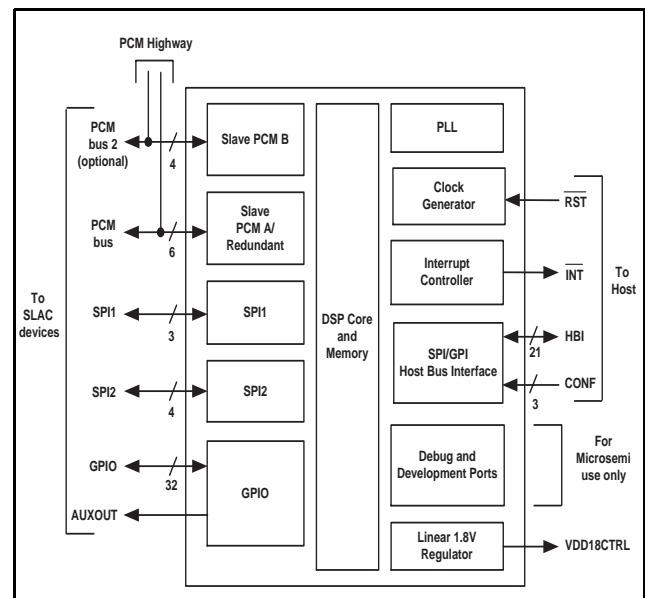 PCM Highway
PCM
bus 2
(optional)
4
Slave PCM B
PCM
bus
6
Slave
PCM A/
Redundant
To
SLAC
devices
SPI1
3
SPI1
SPI2
4
SPI2
GPIO
32
GPIO
AUXOUT
DSP Core
and
Memory
PLL
Clock
Generator
RST
Interrupt
Controller
INT
To
Host
SPI/GPI
Host Bus Interface
HBI
21
CONF
3
Debug and
Development Ports
For
Microsemi
use only
Linear 1.8V
Regulator
VDD18CTRL